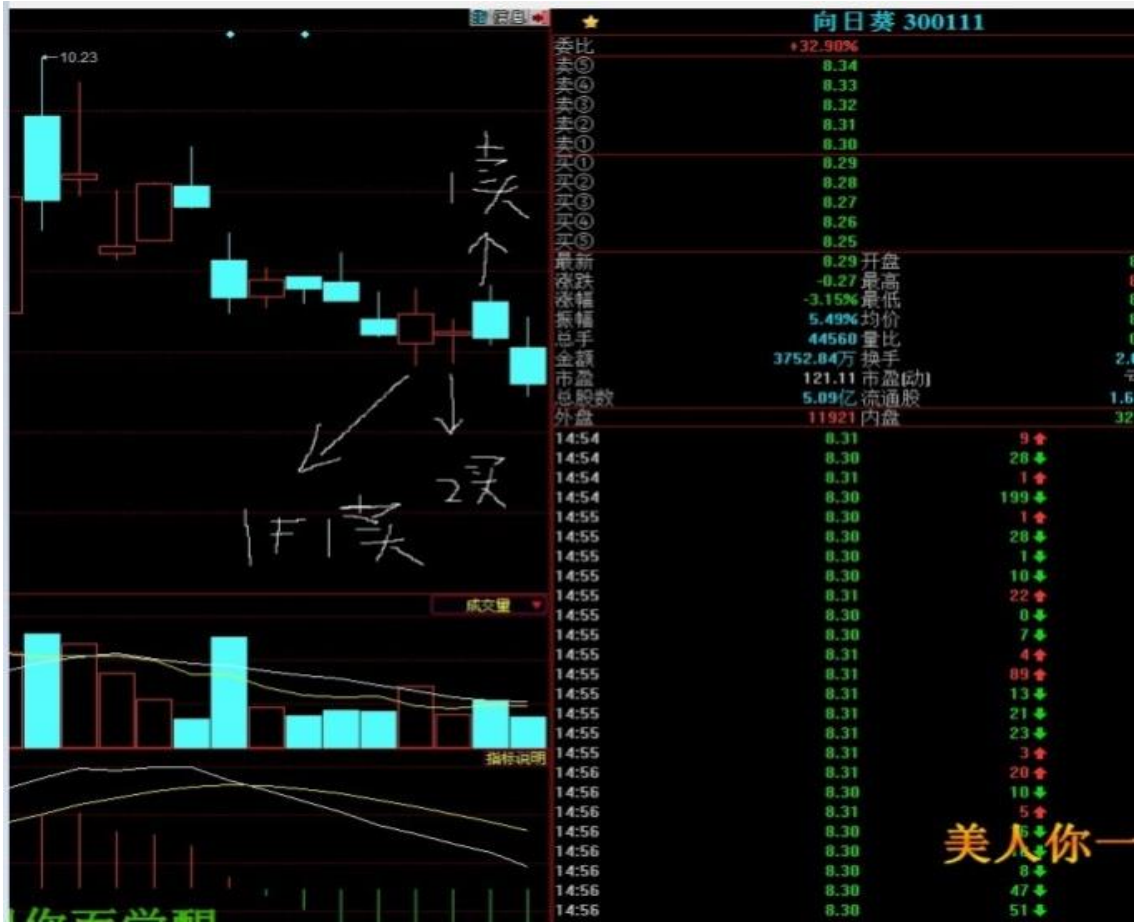 10.23
1卖
2买
1F1卖
成交量
指标说明
向日葵 300111
委比 +32.90%
卖⑤ 8.34
卖④ 8.33
卖③ 8.32
卖② 8.31
卖① 8.30
买① 8.29
买② 8.28
买③ 8.27
买④ 8.26
买⑤ 8.25
最新 8.29 开盘
涨跌 -0.27 最高
涨幅 -3.15% 最低
振幅 5.49% 均价
总手 44560 量比
金额 3752.84万 换手
市盈 121.11 市盈(动)
总股数 5.09亿 流通股 1.6
外盘 11921 内盘 32
14:54 8.31 9
14:54 8.30 28
14:54 8.31 1
14:54 8.30 199
14:55 8.30 1
14:55 8.30 28
14:55 8.30 1
14:55 8.30 10
14:55 8.31 22
14:55 8.30 8
14:55 8.30 7
14:55 8.31 4
14:55 8.31 89
14:55 8.31 13
14:55 8.31 21
14:55 8.31 23
14:55 8.31 3
14:56 8.31 20
14:56 8.30 10
14:56 8.31 5
14:56 8.30
14:56 8.30
14:56 8.30 8
14:56 8.30 47
14:56 8.30 51
美人你一